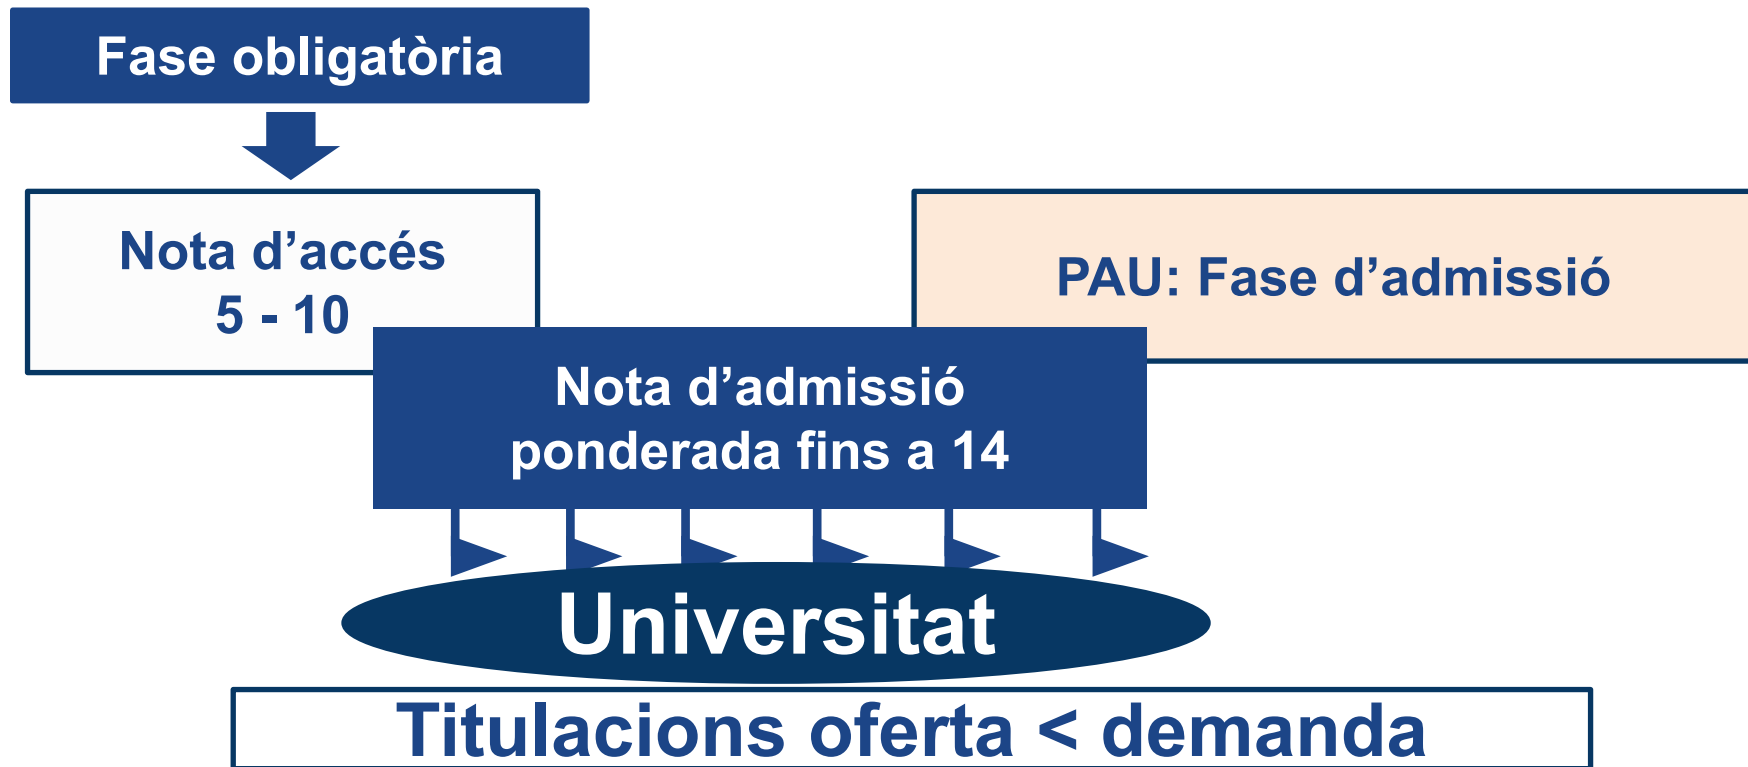 Fase obligatòria
Nota d’accés
5 - 10
PAU: Fase d’admissió
Nota d’admissió
ponderada fins a 14
Universitat
Titulacions oferta < demanda